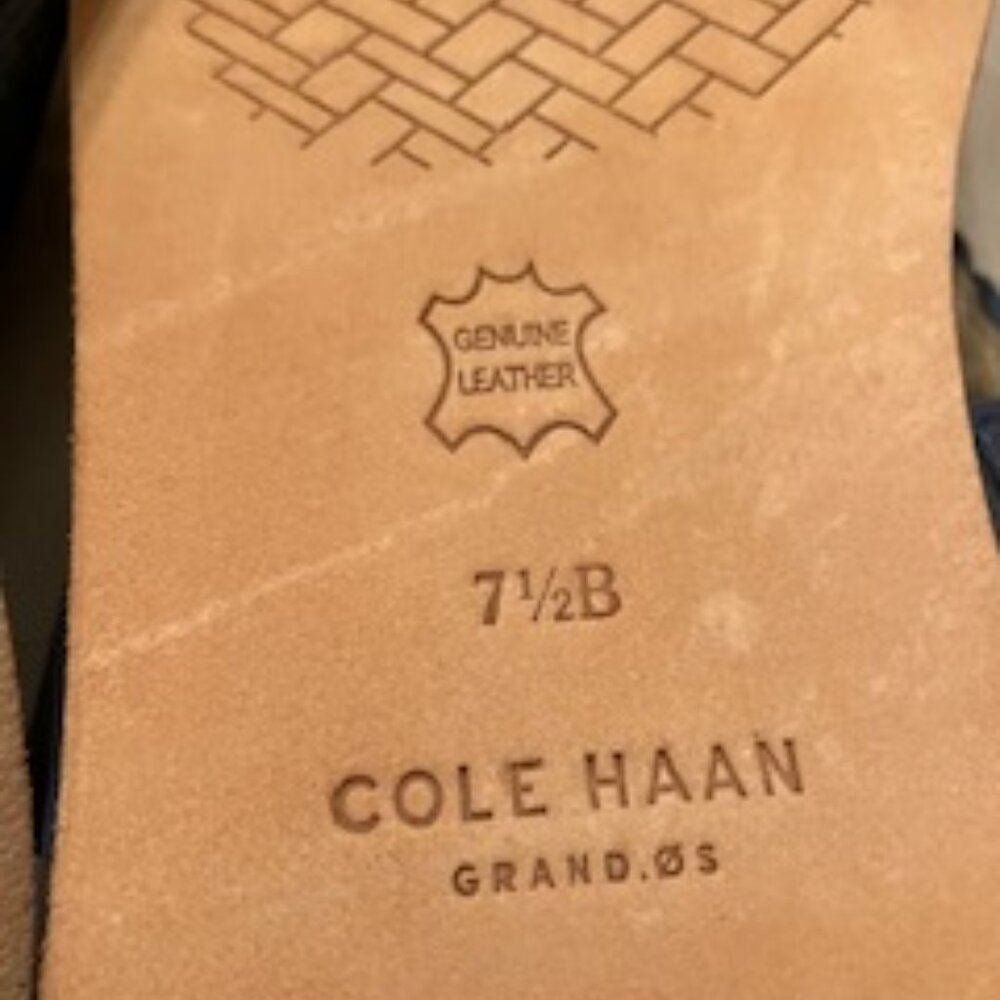 GENUINE
LEATHER
7½B
COLE HAAN
GRAND.ØS